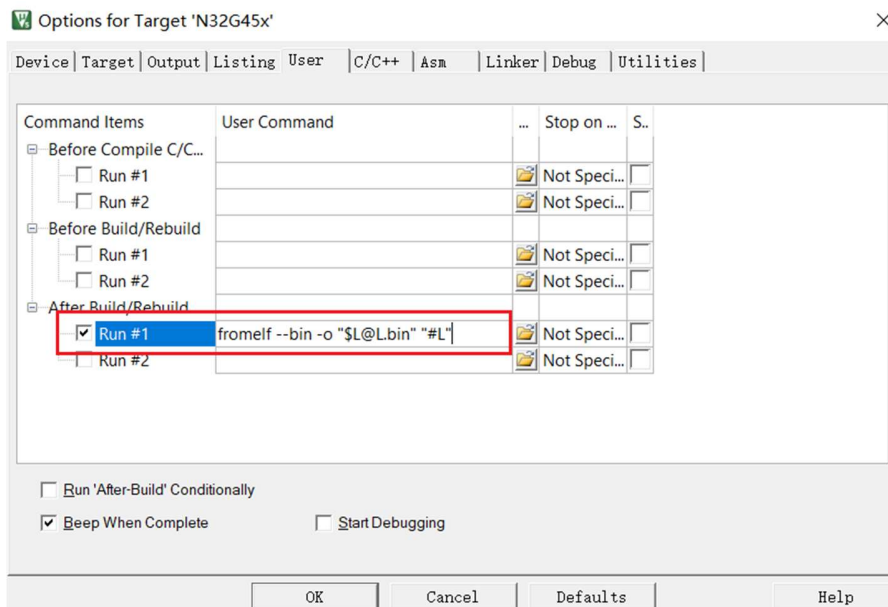 Options for Target 'N32G45x'
Device Target Output Listing User C/C++ Asm Linker Debug Utilities
Command Items User Command ... Stop on ... S..
Before Compile C/C...
Run #1 Not Speci...
Run #2 Not Speci...
Before Build/Rebuild
Run #1 Not Speci...
Run #2 Not Speci...
After Build/Rebuild
Run #1 fromelf --bin -o "$L@L.bin" "#L" Not Speci...
Run #2 Not Speci...
Run 'After-Build' Conditionally
Beep When Complete Start Debugging
OK Cancel Defaults Help